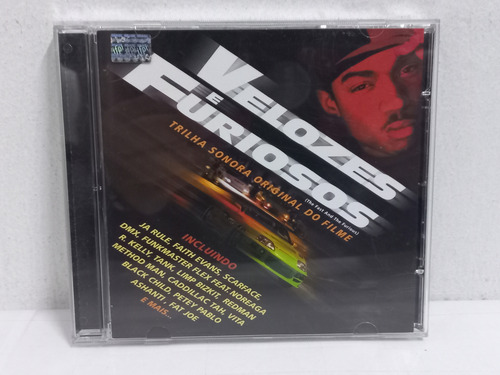 VELOZES
E
FURIOSOS
(The Fast And The Furious)
TRILHA SONORA ORIGINAL DO FILME
INCLUINDO
JA RULE, FAITH EVANS, SCARFACE,
DMX, FUNKMASTER FLEX FEAT. NOREAGA
R. KELLY, TANK, LIMP BIZKIT, REDMAN
METHOD MAN, CADDILLAC TAH, VITA
BLACK CHILD, PETEY PABLO
ASHANTI, FAT JOE
E MAIS...